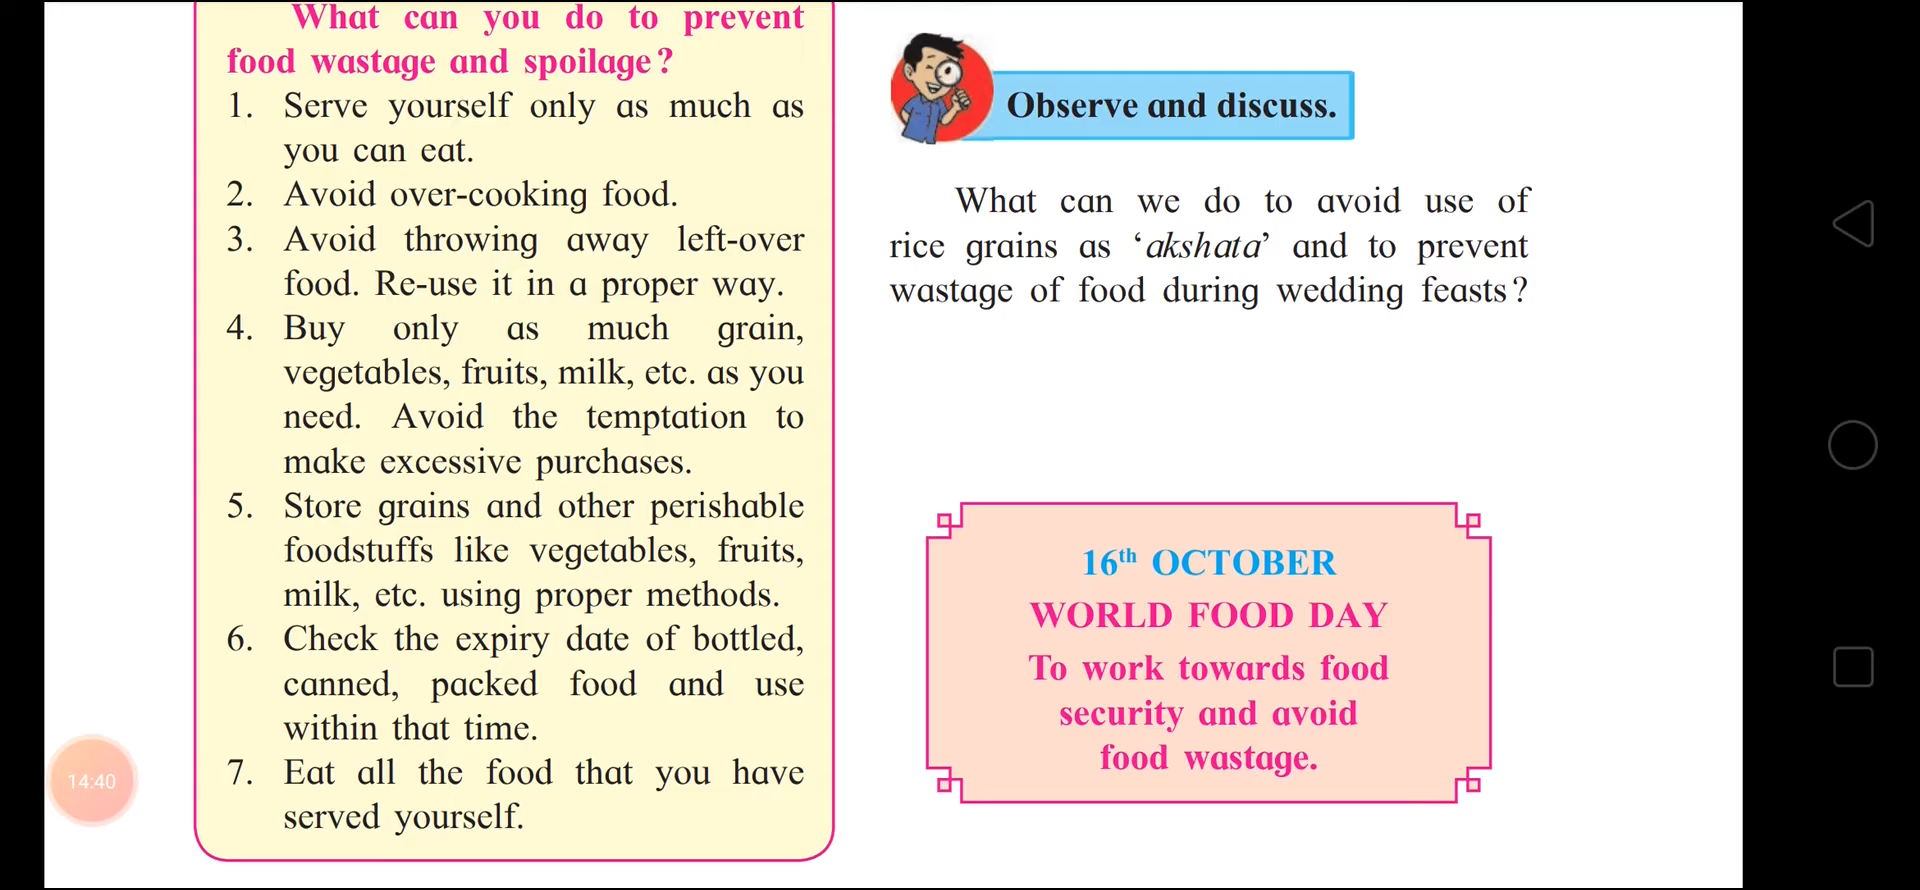 What can you do to prevent
food wastage and spoilage?
1. Serve yourself only as much as
you can eat.
2. Avoid over-cooking food.
3. Avoid throwing away left-over
food. Re-use it in a proper way.
4. Buy only as much grain,
vegetables, fruits, milk, etc. as you
need. Avoid the temptation to
make excessive purchases.
5. Store grains and other perishable
foodstuffs like vegetables, fruits,
milk, etc. using proper methods.
6. Check the expiry date of bottled,
canned, packed food and use
within that time.
7. Eat all the food that you have
served yourself.
Observe and discuss.
What can we do to avoid use of
rice grains as ‘akshata’ and to prevent
wastage of food during wedding feasts?
16th OCTOBER
WORLD FOOD DAY
To work towards food
security and avoid
food wastage.
14:40